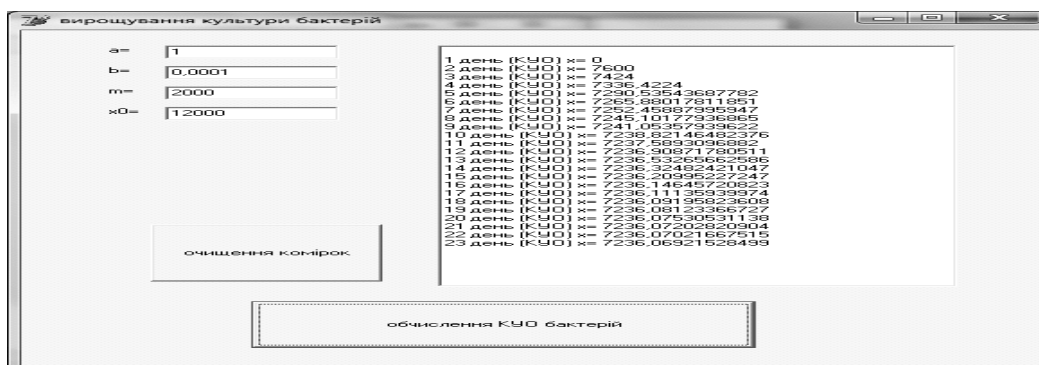 вирощування культури бактерій
a= 1
b= 0,0001
m= 2000
x0= 12000
1 день (КУО) x= 0
2 день (КУО) x= 7600
3 день (КУО) x= 7424
4 день (КУО) x= 7336,4224
5 день (КУО) x= 7290,53543687782
6 день (КУО) x= 7265,88017811851
7 день (КУО) x= 7252,45887995947
8 день (КУО) x= 7245,10177936865
9 день (КУО) x= 7241,05357939622
10 день (КУО) x= 7238,82146482376
11 день (КУО) x= 7237,5893096882
12 день (КУО) x= 7236,90871780511
13 день (КУО) x= 7236,53265662586
14 день (КУО) x= 7236,32482421047
15 день (КУО) x= 7236,20995227247
16 день (КУО) x= 7236,14645720823
17 день (КУО) x= 7236,11135939974
18 день (КУО) x= 7236,09195823608
19 день (КУО) x= 7236,08123366727
20 день (КУО) x= 7236,07530531138
21 день (КУО) x= 7236,07202820904
22 день (КУО) x= 7236,07021667515
23 день (КУО) x= 7236,06921528499
очищення комірок
обчислення КУО бактерій